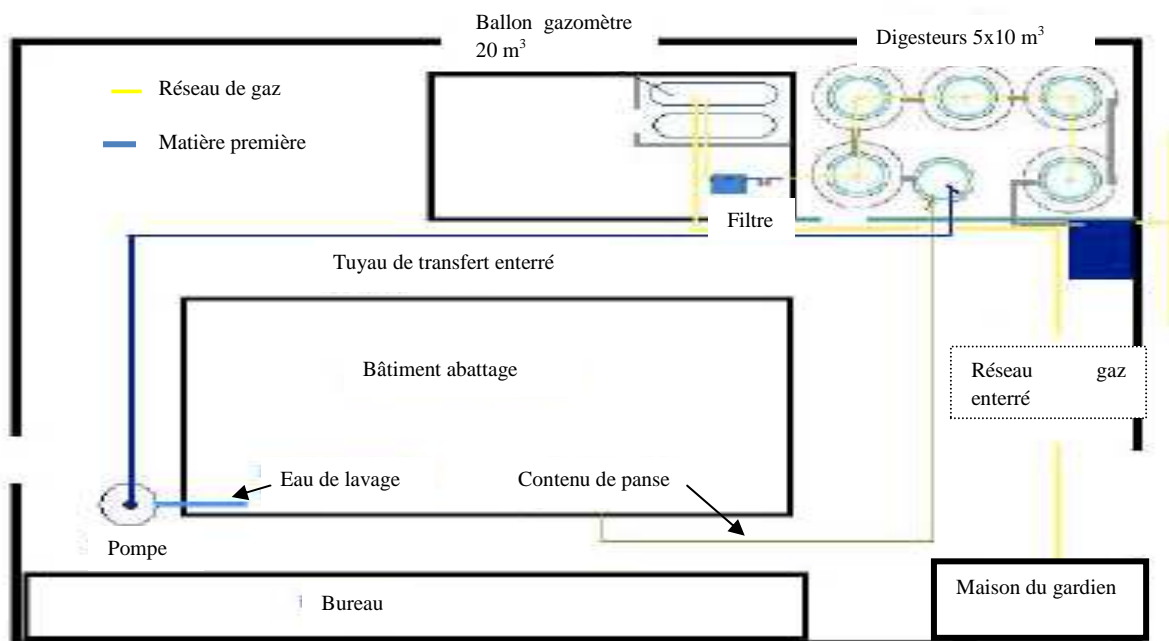 Ballon gazomètre
20 m³
Digesteurs 5x10 m³
Réseau de gaz
Matière première
Filtre
Tuyau de transfert enterré
Bâtiment abattage
Réseau gaz
enterré
Eau de lavage
Contenu de panse
Pompe
Bureau
Maison du gardien